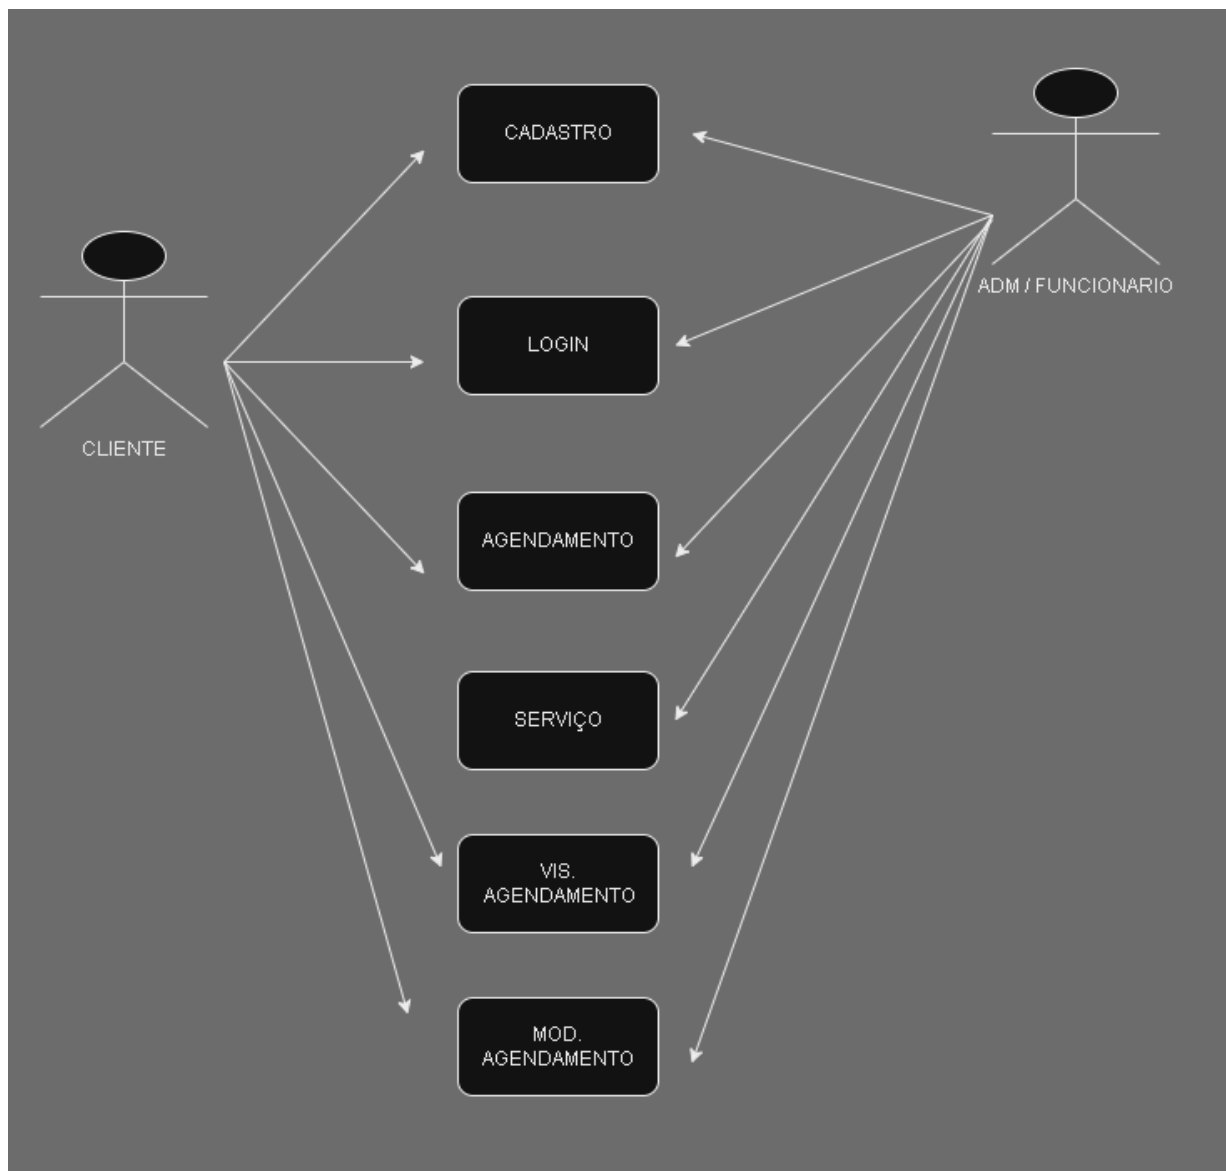 CADASTRO
ADM / FUNCIONARIO
LOGIN
CLIENTE
AGENDAMENTO
SERVIÇO
VIS.
AGENDAMENTO
MOD.
AGENDAMENTO